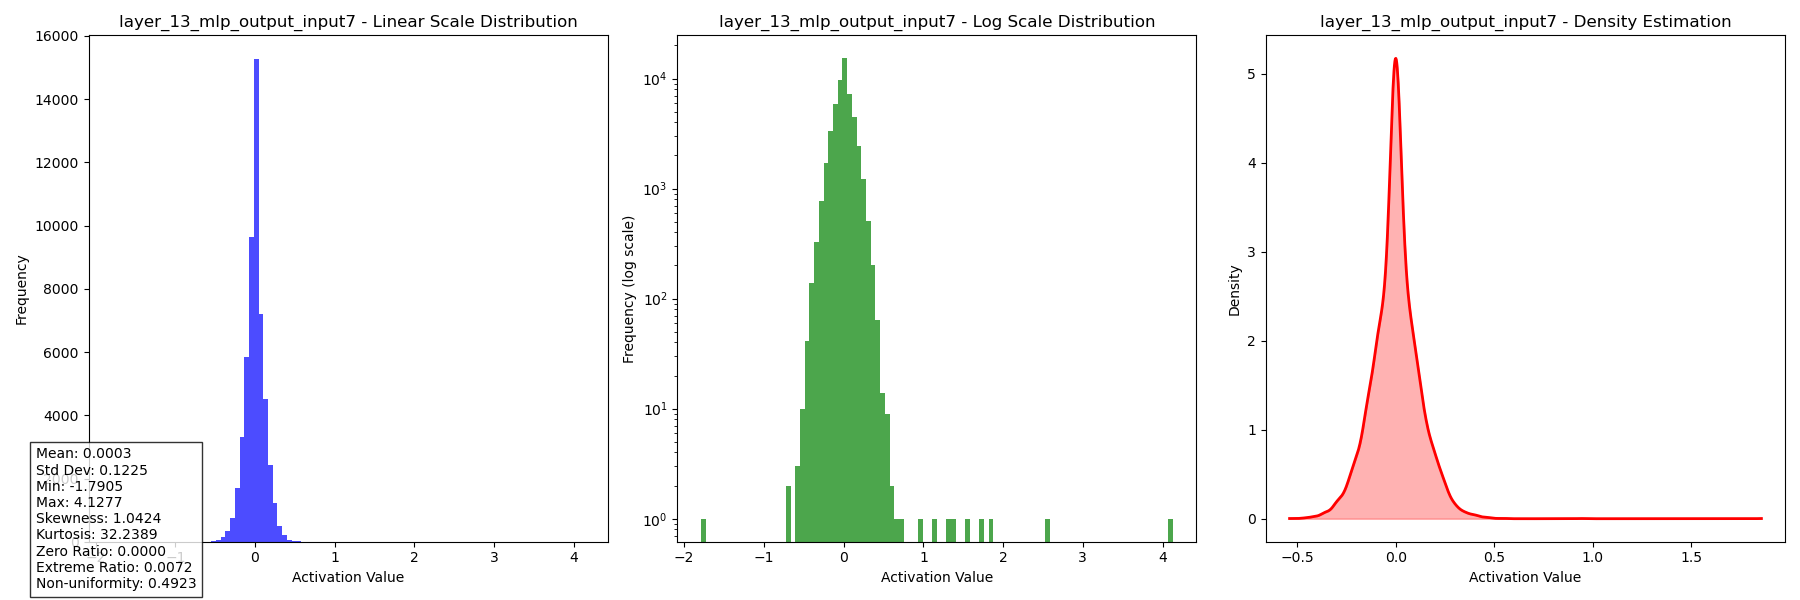 layer_13_mlp_output_input7 - Linear Scale Distribution
16000
14000
12000
10000
8000
6000
4000
2000
0
Frequency
−1
0
1
2
3
4
Activation Value
Mean: 0.0003
Std Dev: 0.1225
Min: -1.7905
Max: 4.1277
Skewness: 1.0424
Kurtosis: 32.2389
Zero Ratio: 0.0000
Extreme Ratio: 0.0072
Non-uniformity: 0.4923
layer_13_mlp_output_input7 - Log Scale Distribution
10⁴
10³
10²
10¹
10⁰
Frequency (log scale)
−2
−1
0
1
2
3
4
Activation Value
layer_13_mlp_output_input7 - Density Estimation
5
4
3
2
1
0
Density
−0.5
0.0
0.5
1.0
1.5
Activation Value